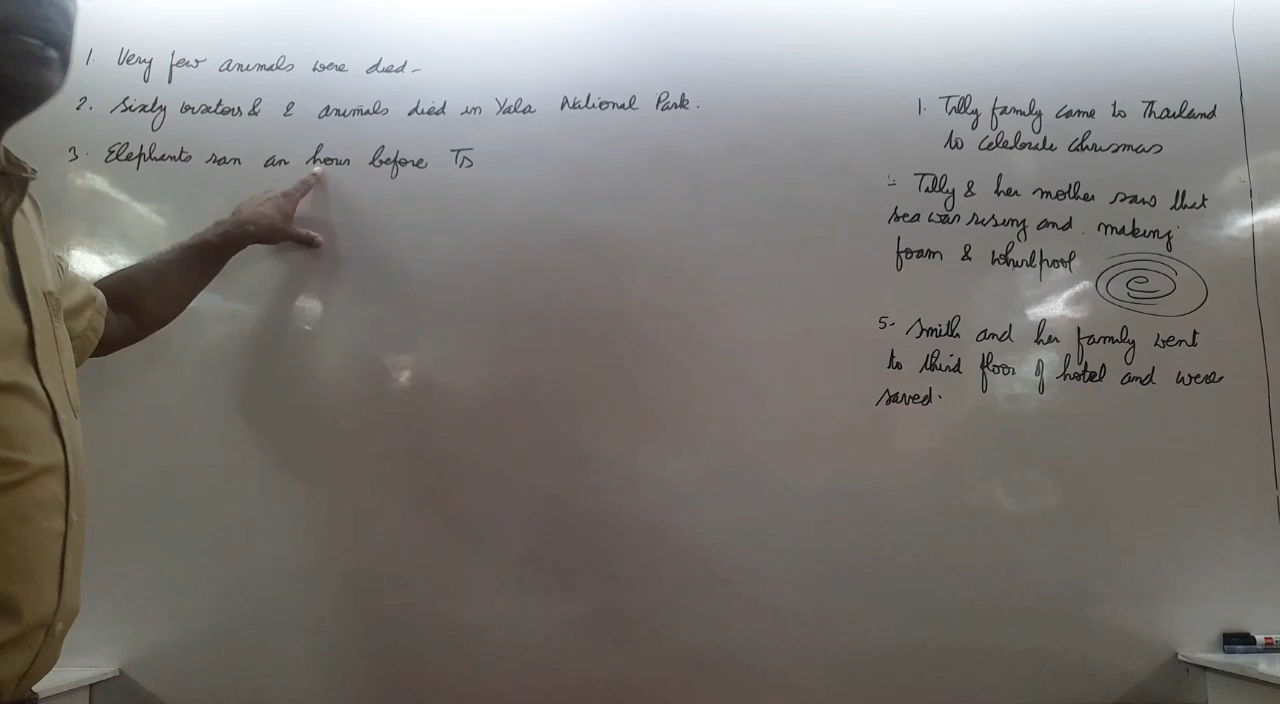 1. Very few animals were died-
2. Sixty visitors & 2 animals died in Yala National Park.
3. Elephants ran an hour before Ts
1. Tilly family came to Thailand
to celebrate chrismas
Tilly & her mother saw that
sea was rising and making
foam & whirlpool
5- Smith and her family went
to third floor of hotel and were
saved.